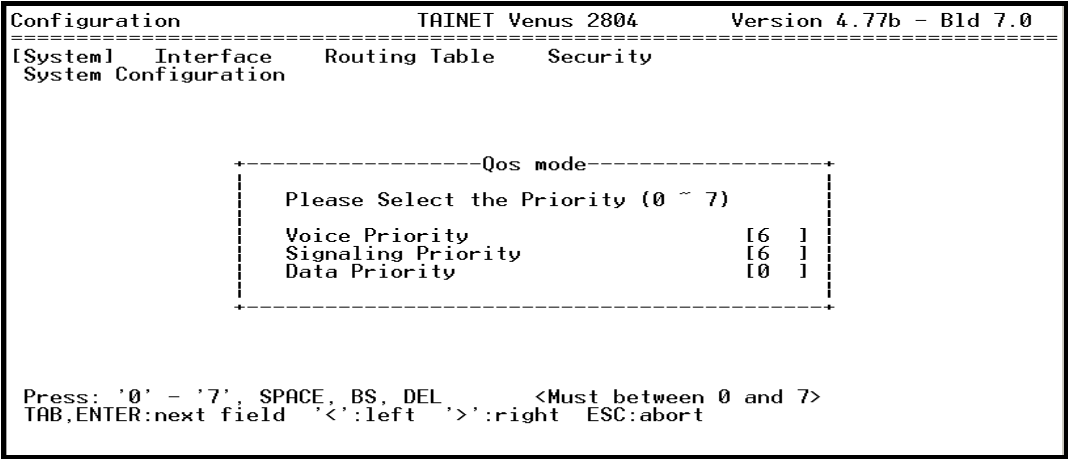 Configuration TAINET Venus 2804 Version 4.77b - Bld 7.0
[System] Interface Routing Table Security
System Configuration
Qos mode
Please Select the Priority (0 ~ 7)
Voice Priority [6 ]
Signaling Priority [6 ]
Data Priority [0 ]
Press: '0' - '7', SPACE, BS, DEL <Must between 0 and 7>
TAB,ENTER:next field '<':left '>':right ESC:abort